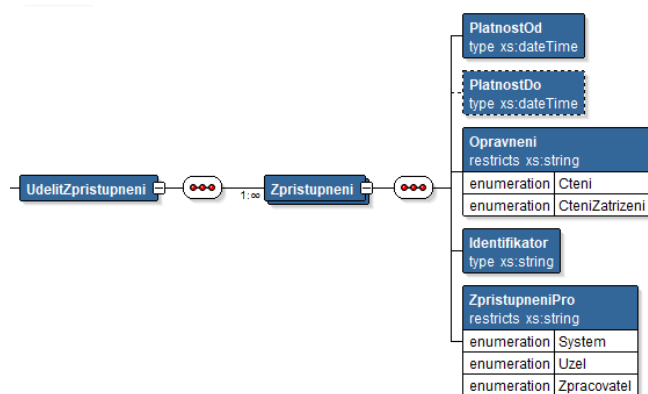 PlatnostOd
type xs:dateTime
PlatnostDo
type xs:dateTime
Opravneni
restricts xs:string
enumeration Cteni
enumeration CteniZatrizeni
UdelitZpristupneni
1:∞
Zpristupneni
Identifikator
type xs:string
ZpristupneniPro
restricts xs:string
enumeration System
enumeration Uzel
enumeration Zpracovatel